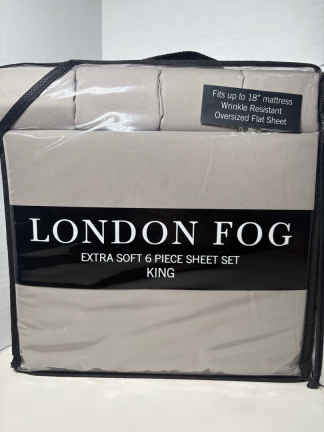 Fits up to 18" mattress
Wrinkle Resistant
Oversized Flat Sheet
LONDON FOG
EXTRA SOFT 6 PIECE SHEET SET
KING